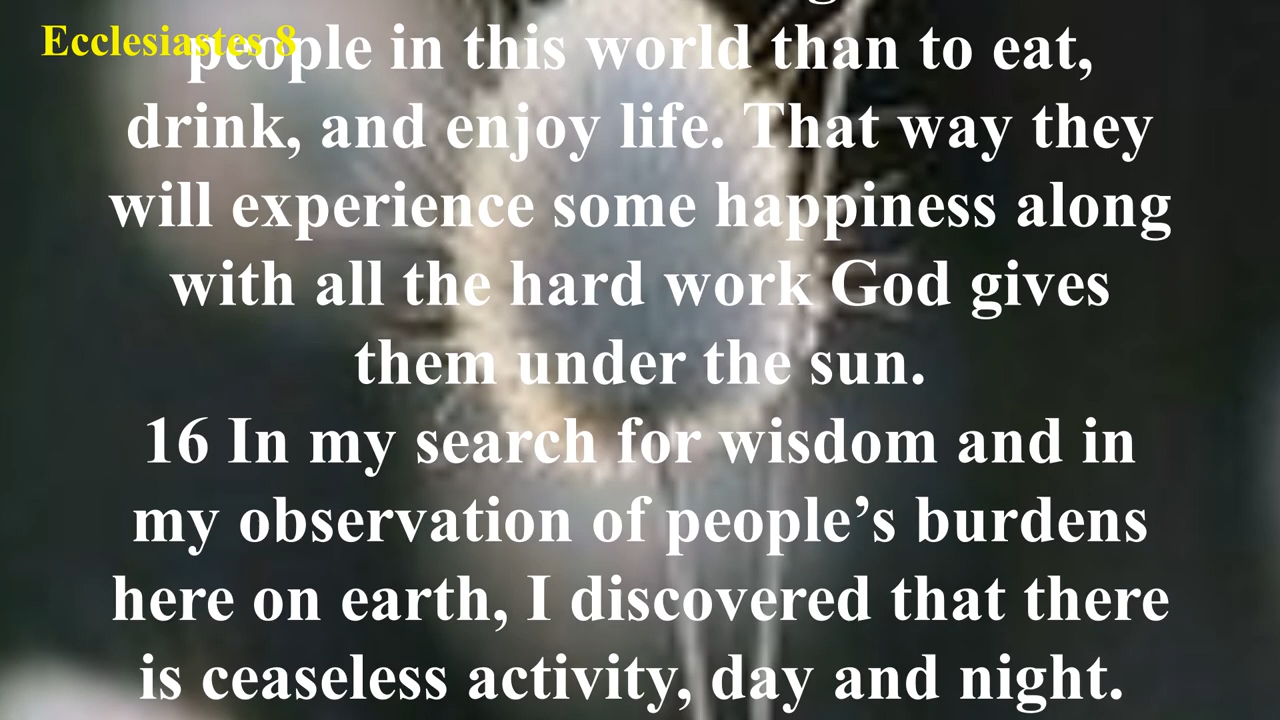 Ecclesiastes 8
people in this world than to eat,
drink, and enjoy life. That way they
will experience some happiness along
with all the hard work God gives
them under the sun.
16 In my search for wisdom and in
my observation of people’s burdens
here on earth, I discovered that there
is ceaseless activity, day and night.